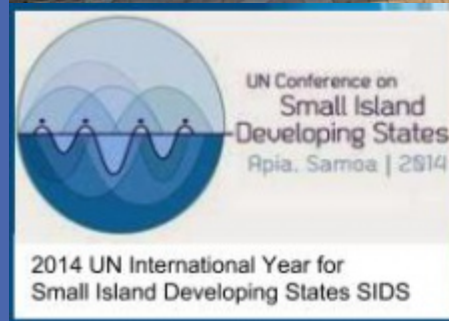 UN Conference on
Small Island
Developing States
Apia, Samoa | 2014
2014 UN International Year for
Small Island Developing States SIDS